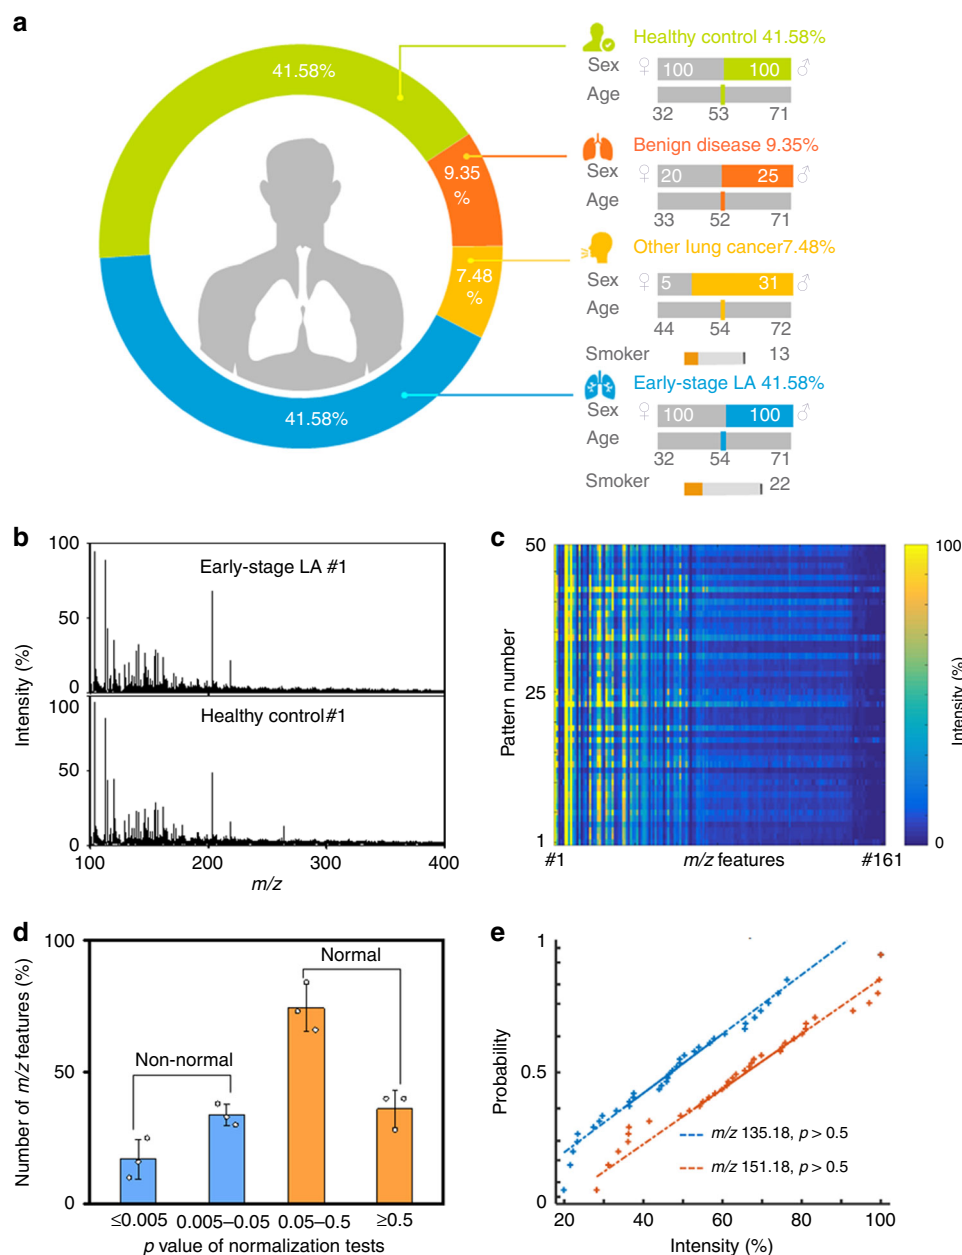 a
41.58%
9.35
%
7.48
%
41.58%
Healthy control 41.58%
Sex ♀ 100 100 ♂
Age
32 53 71
Benign disease 9.35%
Sex ♀ 20 25 ♂
Age
33 52 71
Other lung cancer7.48%
Sex ♀ 5 31 ♂
Age
44 54 72
Smoker 13
Early-stage LA 41.58%
Sex ♀ 100 100 ♂
Age
32 54 71
Smoker 22
b
100
Early-stage LA #1
50
0
100
Healthy control#1
50
0
100 200 300 400
m/z
Intensity (%)
c
50
25
1
Pattern number
#1 m/z features #161
100
0
Intensity (%)
d
100
50
0
Number of m/z features (%)
Normal
Non-normal
≤0.005 0.005–0.05 0.05–0.5 ≥0.5
p value of normalization tests
e
1
0.5
0
Probability
m/z 135.18, p > 0.5
m/z 151.18, p > 0.5
20 40 60 80 100
Intensity (%)